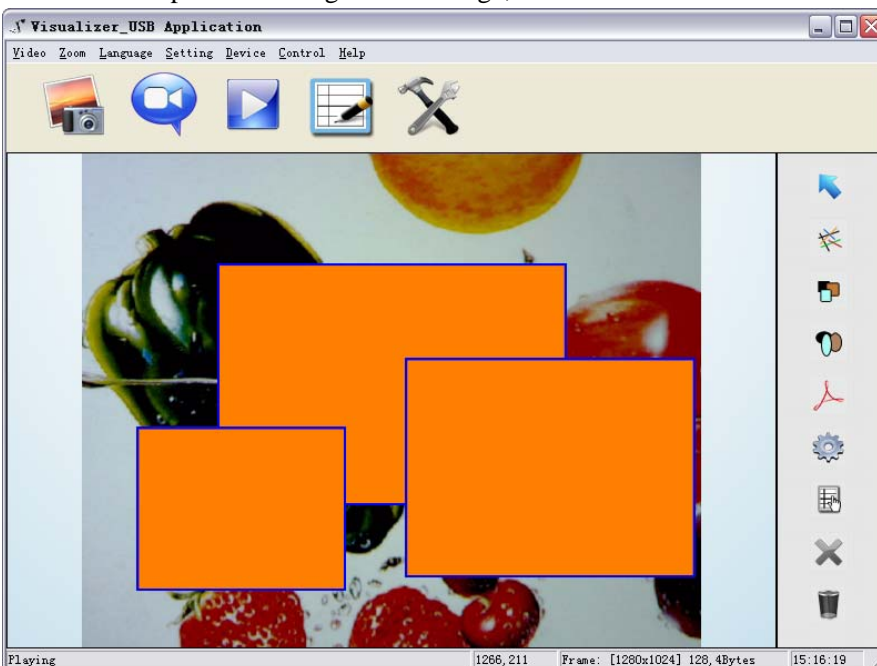 Visualizer_USB Application
Video Zoom Language Setting Device Control Help
Playing 1266,211 Frame: [1280x1024] 128,4Bytes 15:16:19